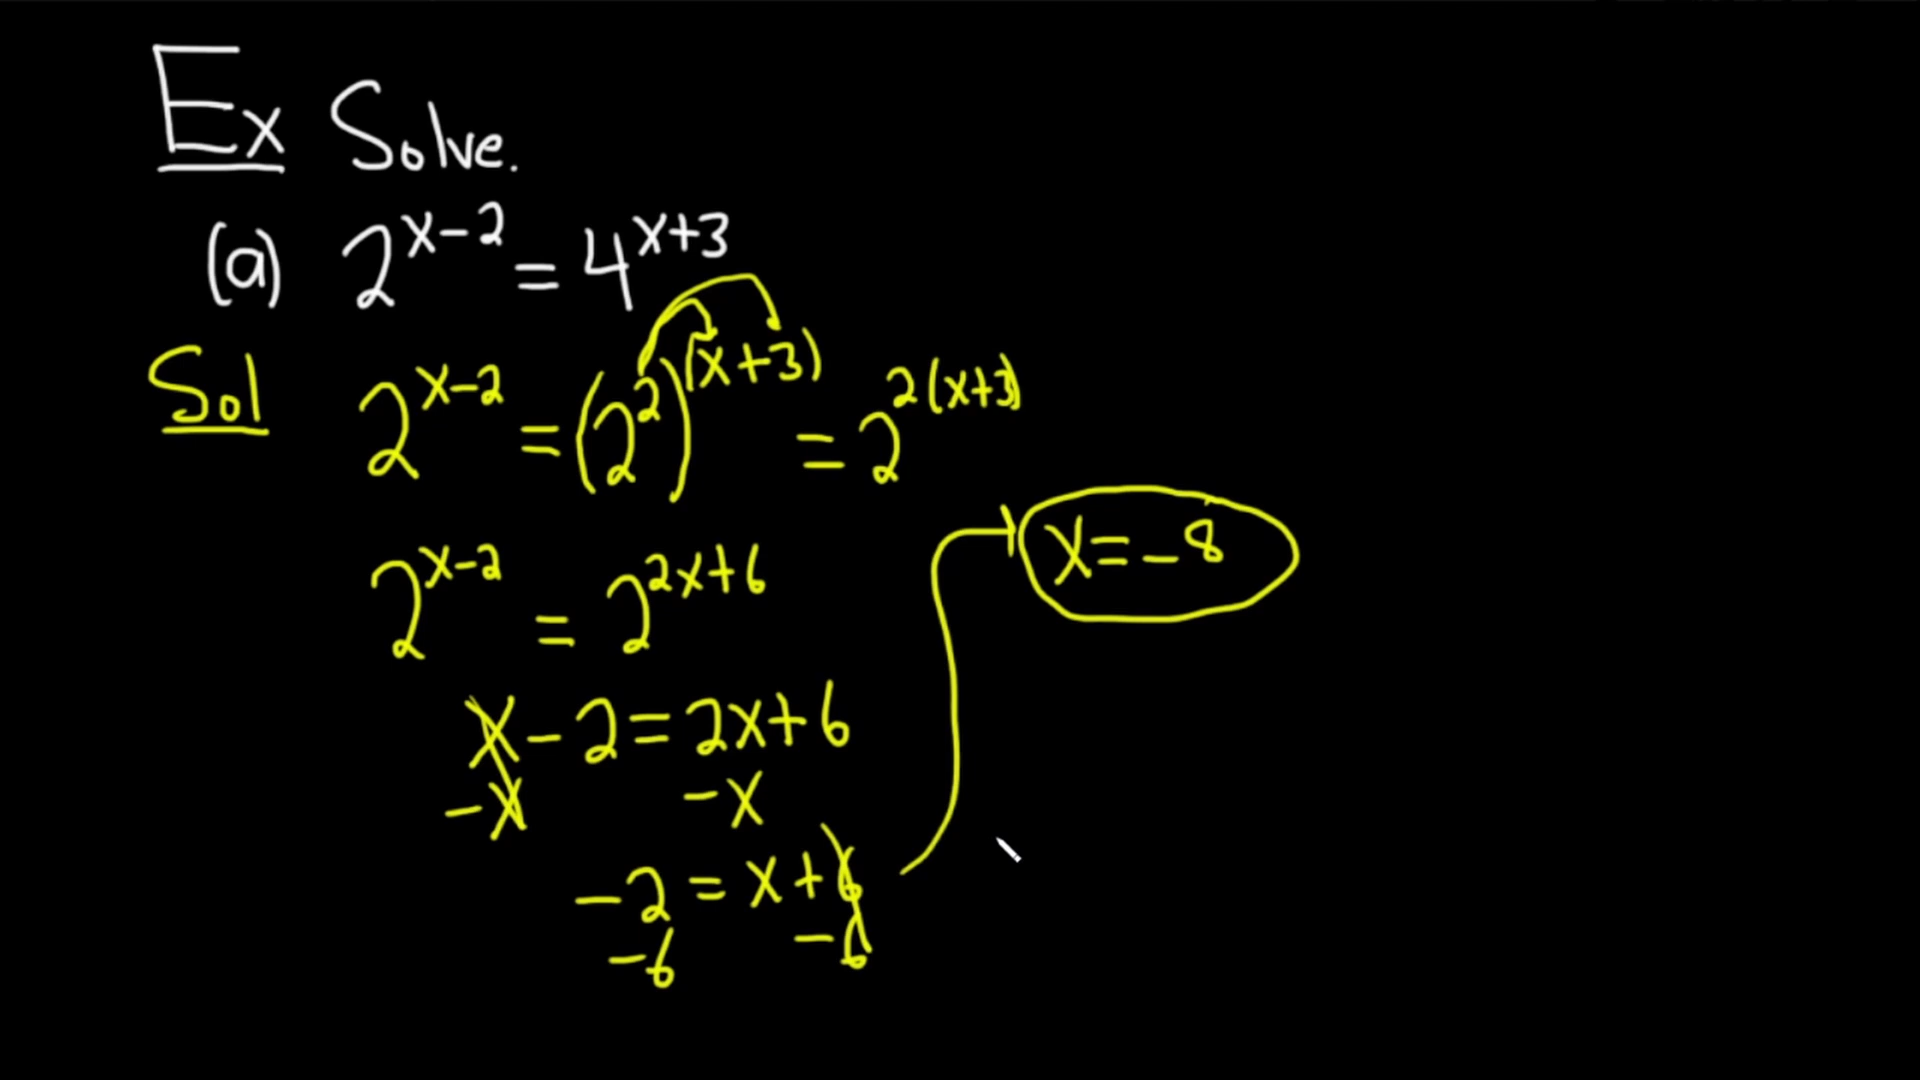 Ex Solve.
(a) 2^{x-2} = 4^{x+3}
Sol 2^{x-2} = (2^2)^{(x+3)} = 2^{2(x+3)}
x=-8
2^{x-2} = 2^{2x+6}
x-2=2x+6
-x -x
-2 = x+6
-6 -6